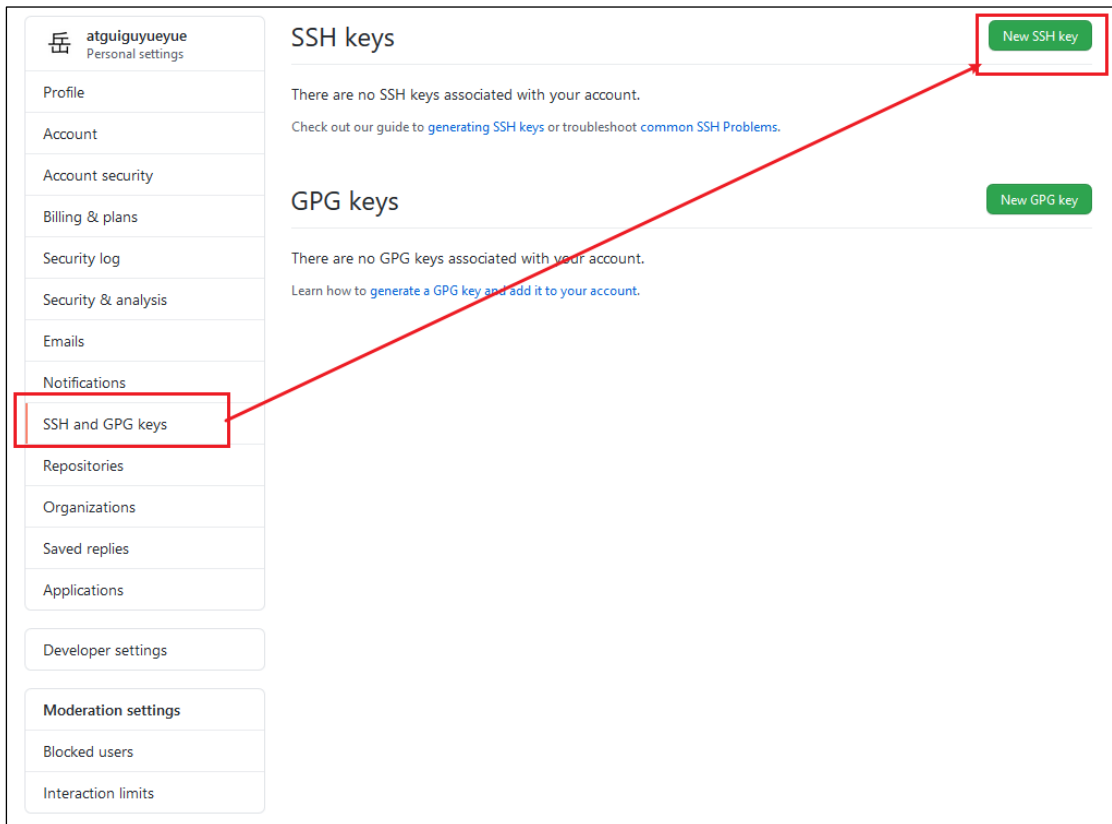 岳
atguiguyueyue
Personal settings
Profile
Account
Account security
Billing & plans
Security log
Security & analysis
Emails
Notifications
SSH and GPG keys
Repositories
Organizations
Saved replies
Applications
Developer settings
Moderation settings
Blocked users
Interaction limits
SSH keys
New SSH key
There are no SSH keys associated with your account.
Check out our guide to generating SSH keys or troubleshoot common SSH Problems.
GPG keys
New GPG key
There are no GPG keys associated with your account.
Learn how to generate a GPG key and add it to your account.